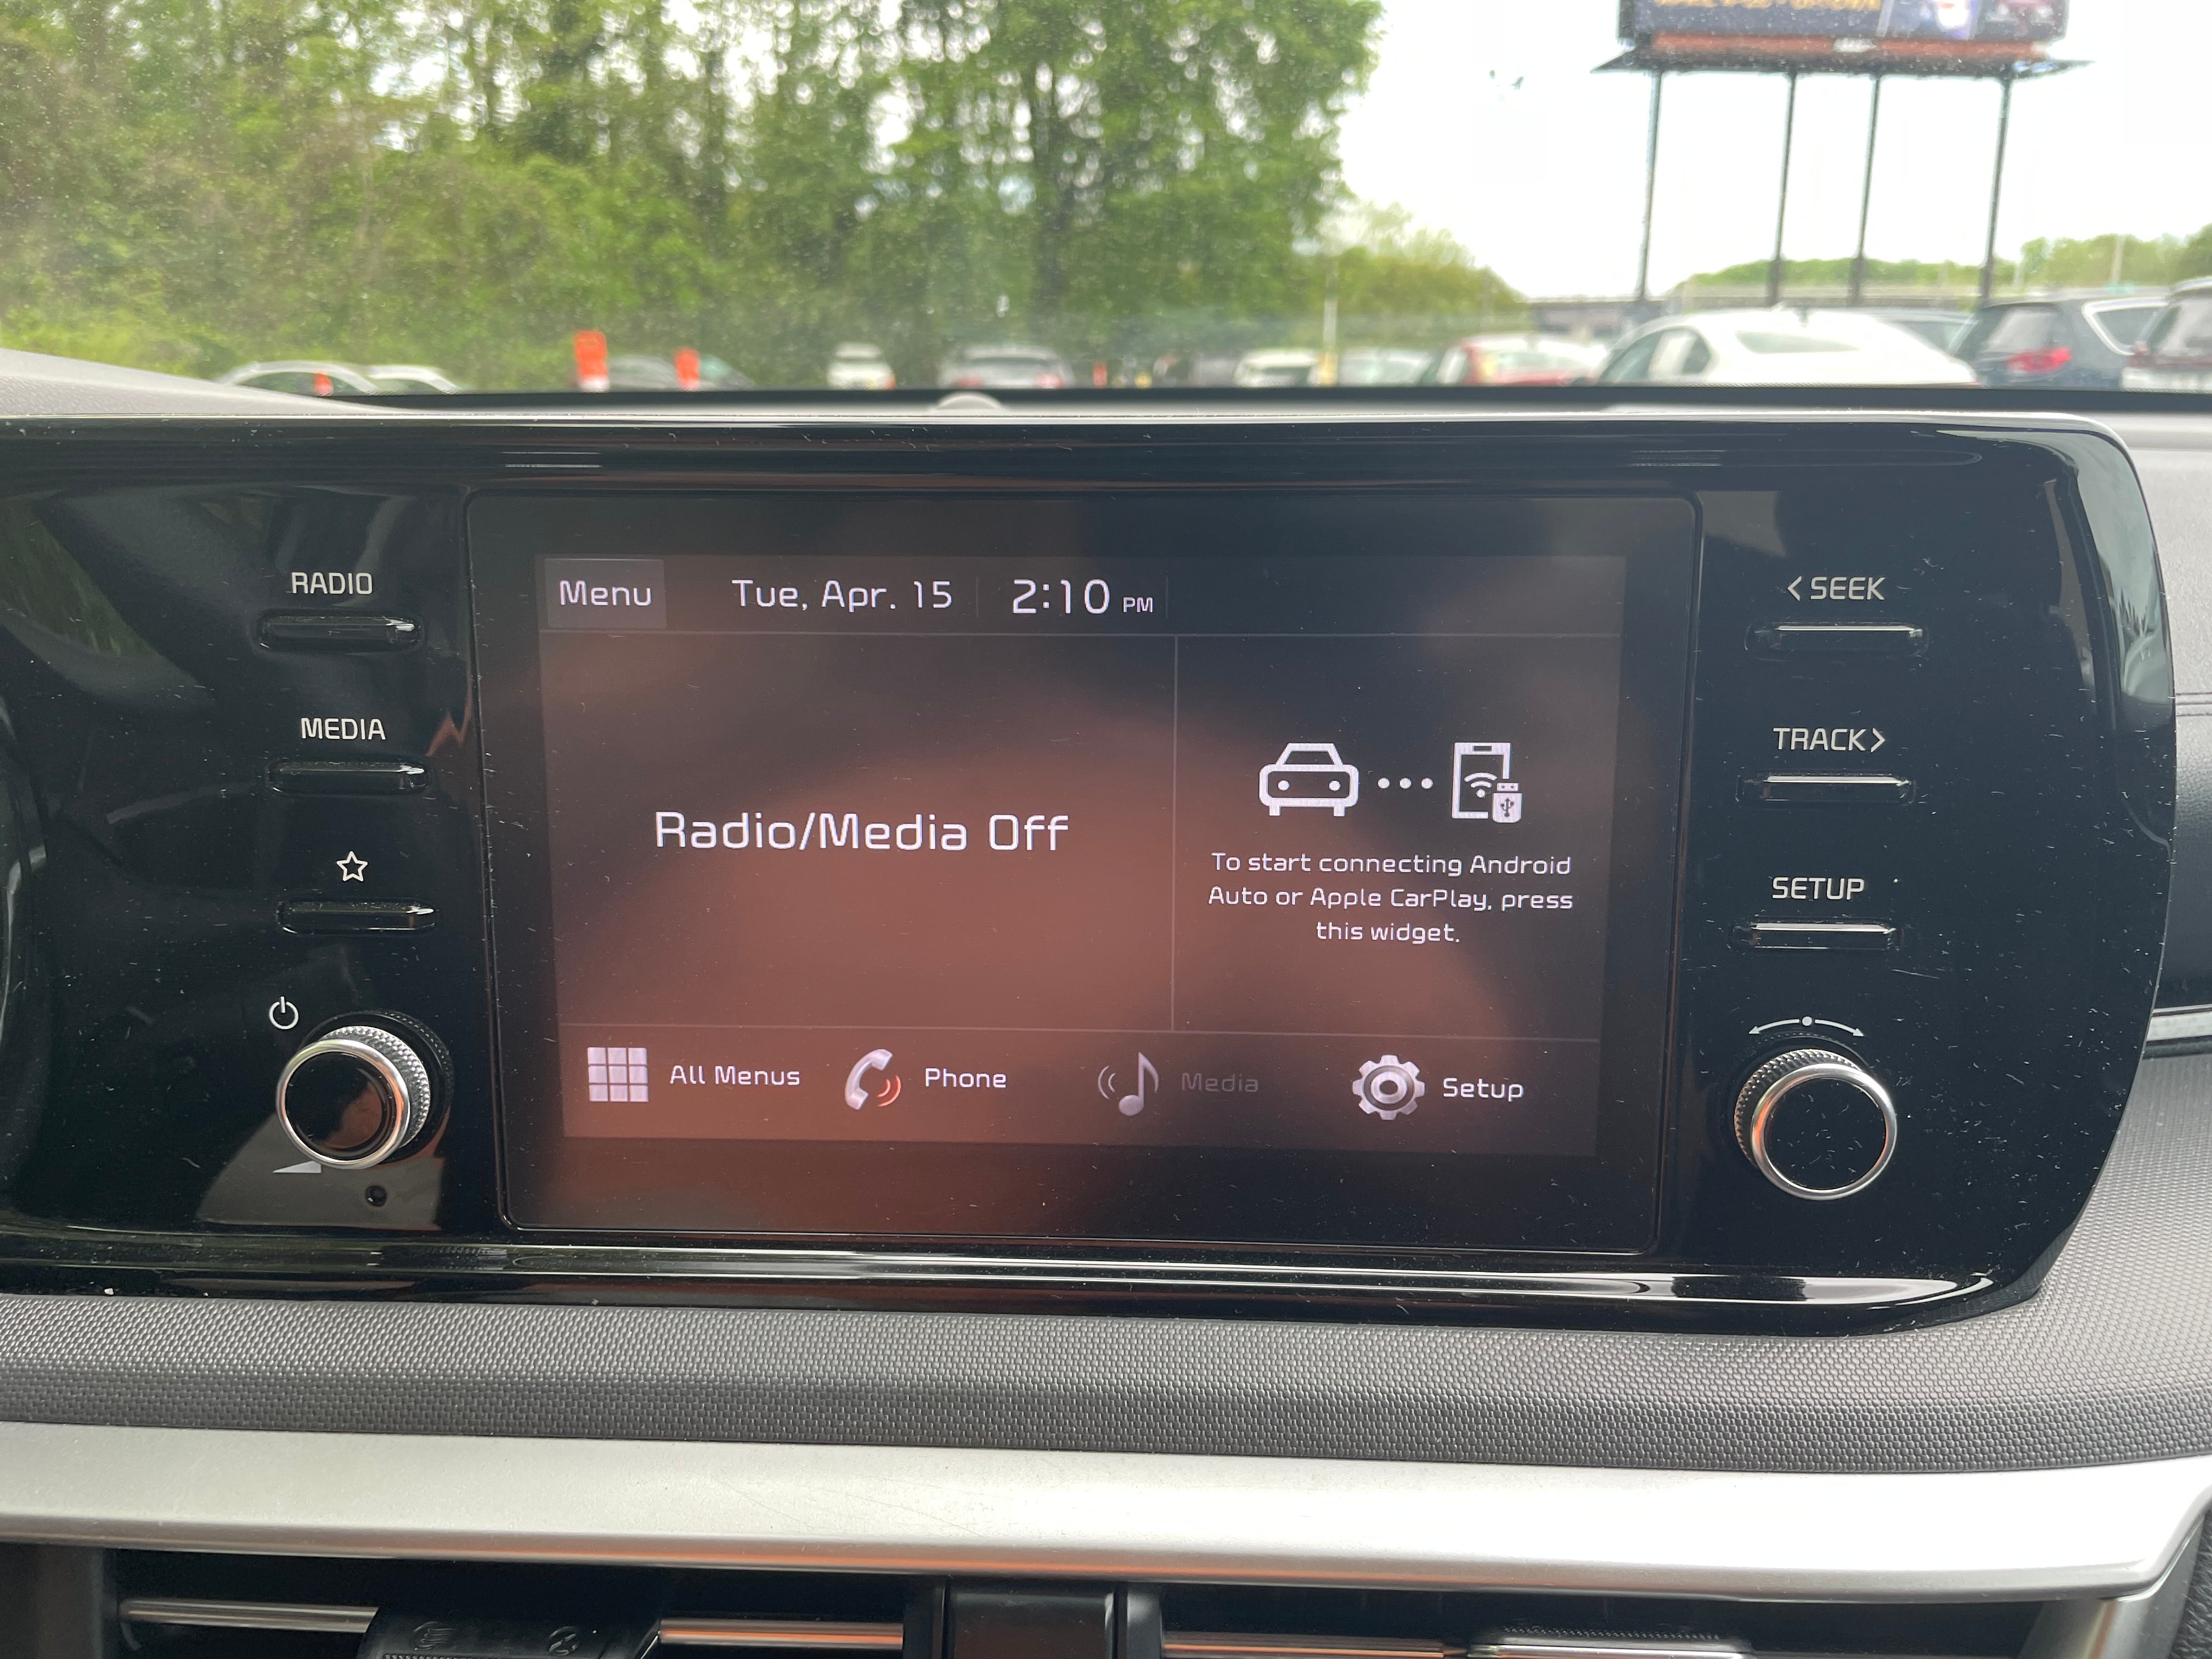 RADIO
MEDIA
Menu
Tue, Apr. 15
2:10 PM
Radio/Media Off
To start connecting Android
Auto or Apple CarPlay, press
this widget.
All Menus
Phone
Media
Setup
< SEEK
TRACK >
SETUP